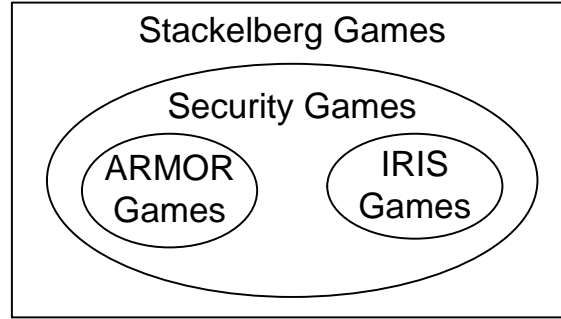 Stackelberg Games
Security Games
ARMOR
Games
IRIS
Games